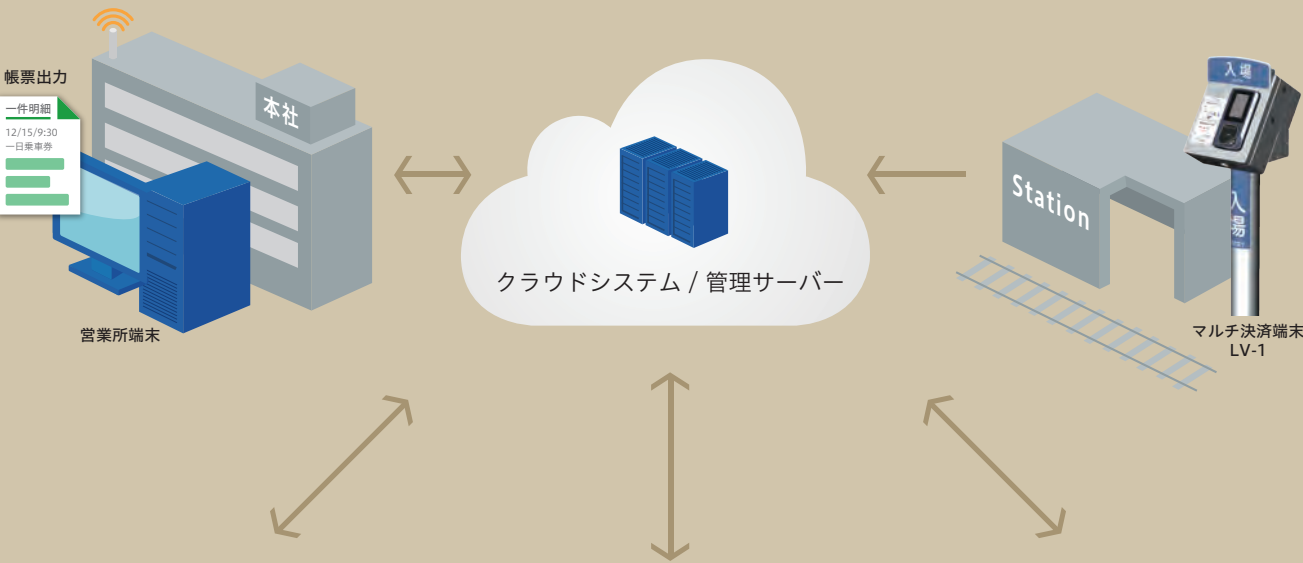 帳票出力
一件明細
12/15/9:30
一日乗車券
本社
営業所端末
クラウドシステム / 管理サーバー
Station
入場
入場
マルチ決済端末
LV-1